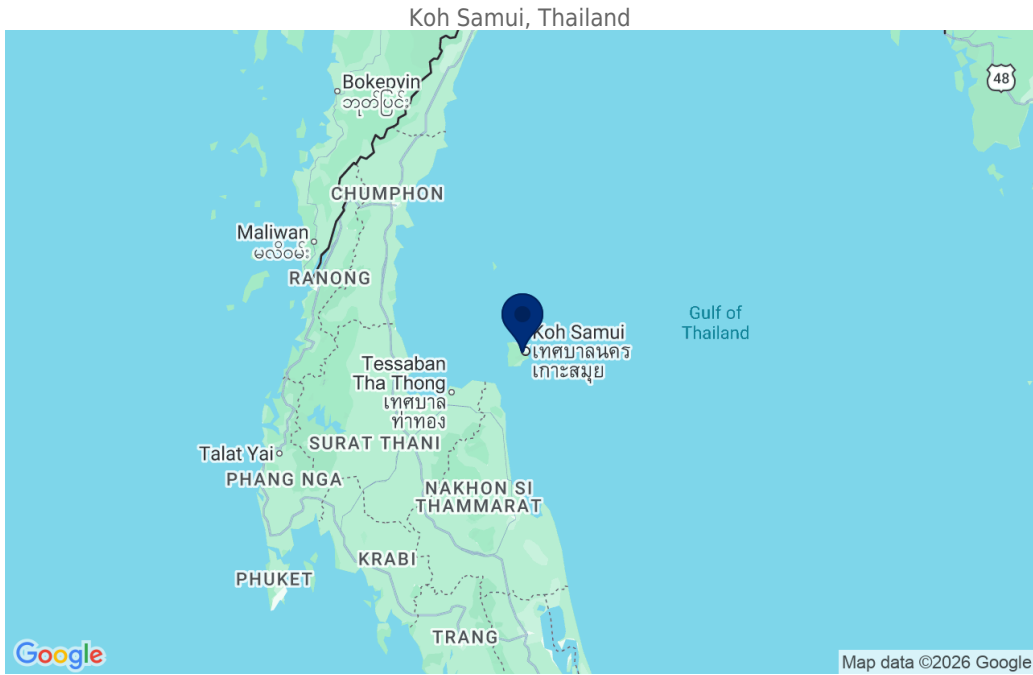 Koh Samui, Thailand
Bokepyin
ဘုတ်ပြင်း
48
CHUMPHON
Maliwan
မလိဝမ်း
RANONG
Gulf of
Thailand
Koh Samui
เทศบาลนคร
เกาะสมุย
Tessaban
Tha Thong
เทศบาล
ท่าทอง
SURAT THANI
Talat Yai
PHANG NGA
NAKHON SI
THAMMARAT
KRABI
PHUKET
TRANG
Google
Map data ©2026 Google